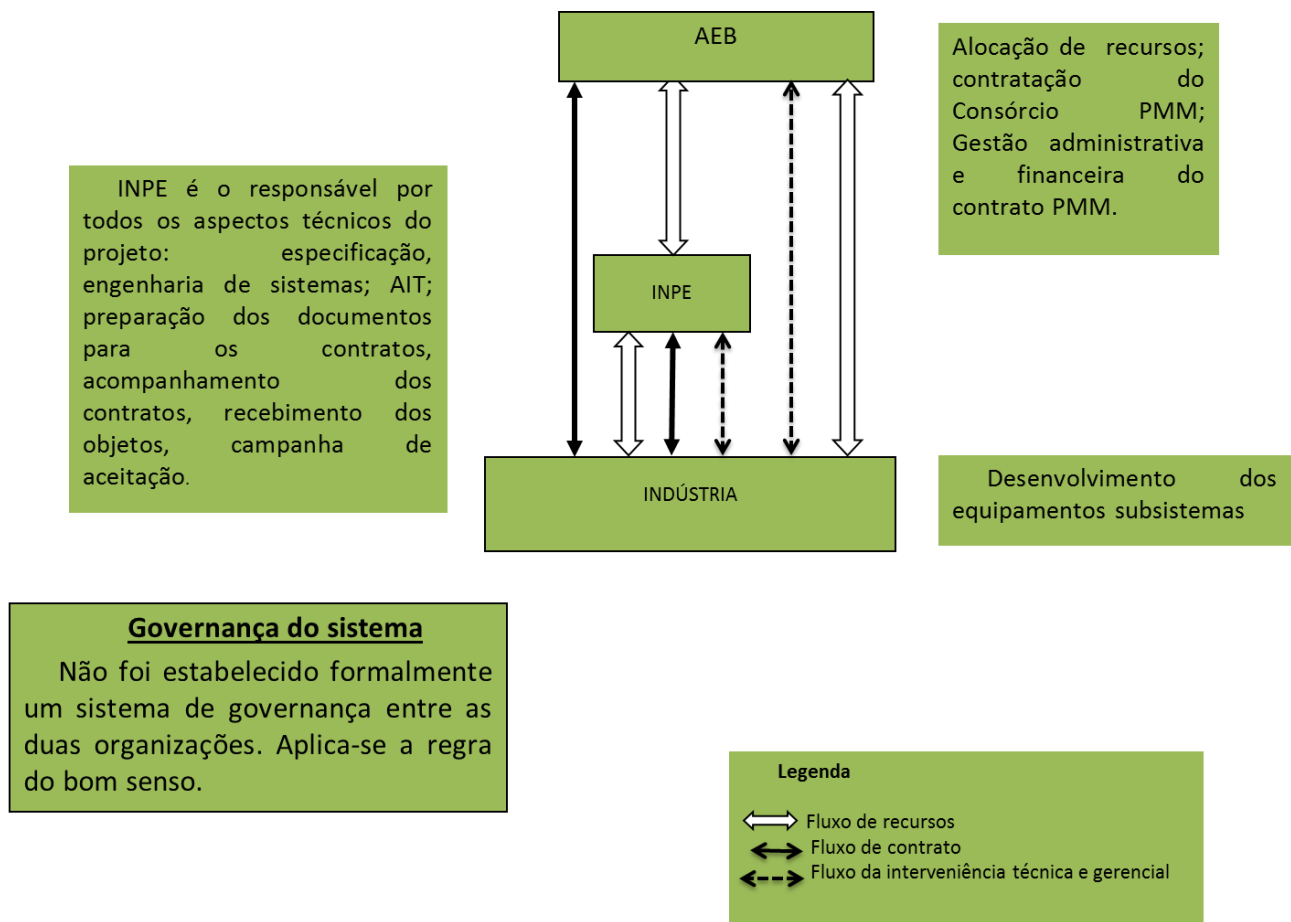 AEB
Alocação de recursos;
contratação do
Consórcio PMM;
Gestão administrativa
e financeira do
contrato PMM.
INPE é o responsável por
todos os aspectos técnicos do
projeto: especificação,
engenharia de sistemas; AIT;
preparação dos documentos
para os contratos,
acompanhamento dos
contratos, recebimento dos
objetos, campanha de
aceitação.
INPE
INDÚSTRIA
Desenvolvimento dos
equipamentos subsistemas
Governança do sistema
Não foi estabelecido formalmente
um sistema de governança entre as
duas organizações. Aplica-se a regra
do bom senso.
Legenda
Fluxo de recursos
Fluxo de contrato
Fluxo da interveniência técnica e gerencial